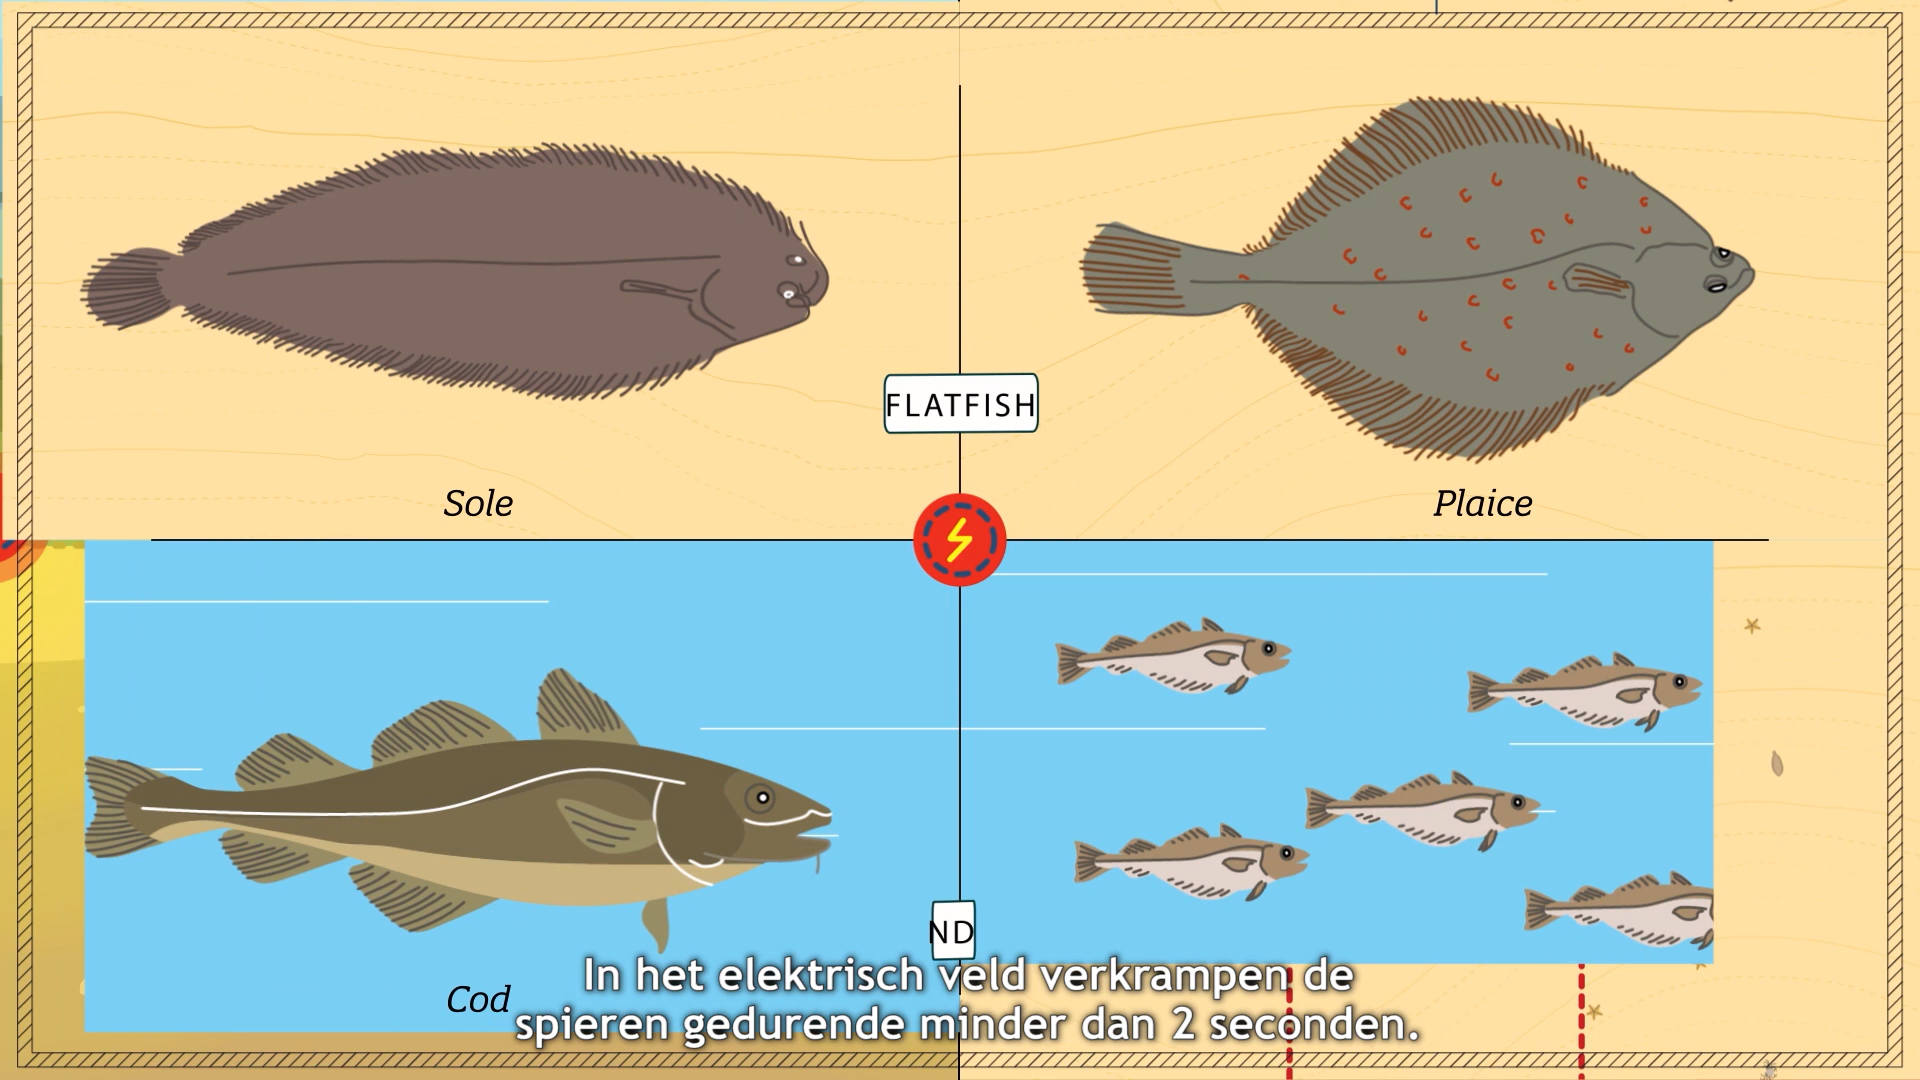 FLATFISH
Sole
Plaice
ND
Cod
In het elektrisch veld verkrampen de
spieren gedurende minder dan 2 seconden.